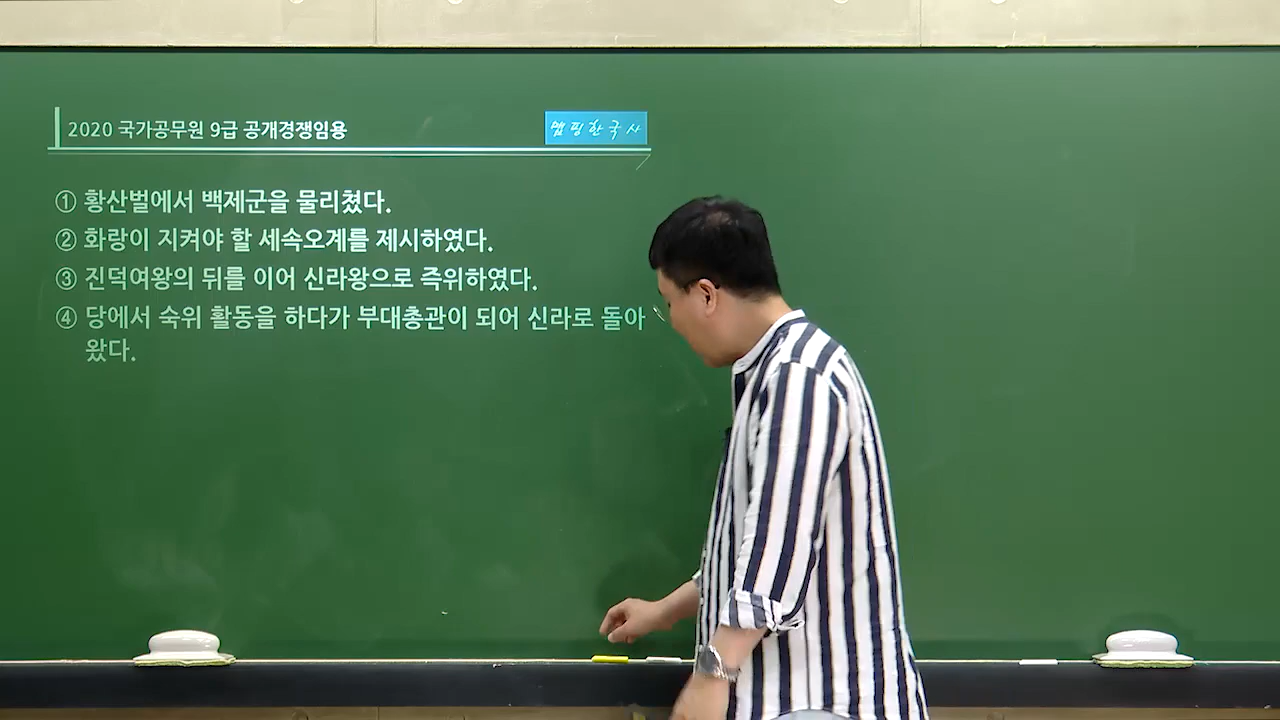 2020 국가공무원 9급 공개경쟁임용
맵핑한국사
① 황산벌에서 백제군을 물리쳤다.
② 화랑이 지켜야 할 세속오계를 제시하였다.
③ 진덕여왕의 뒤를 이어 신라왕으로 즉위하였다.
④ 당에서 숙위 활동을 하다가 부대총관이 되어 신라로 돌아
왔다.